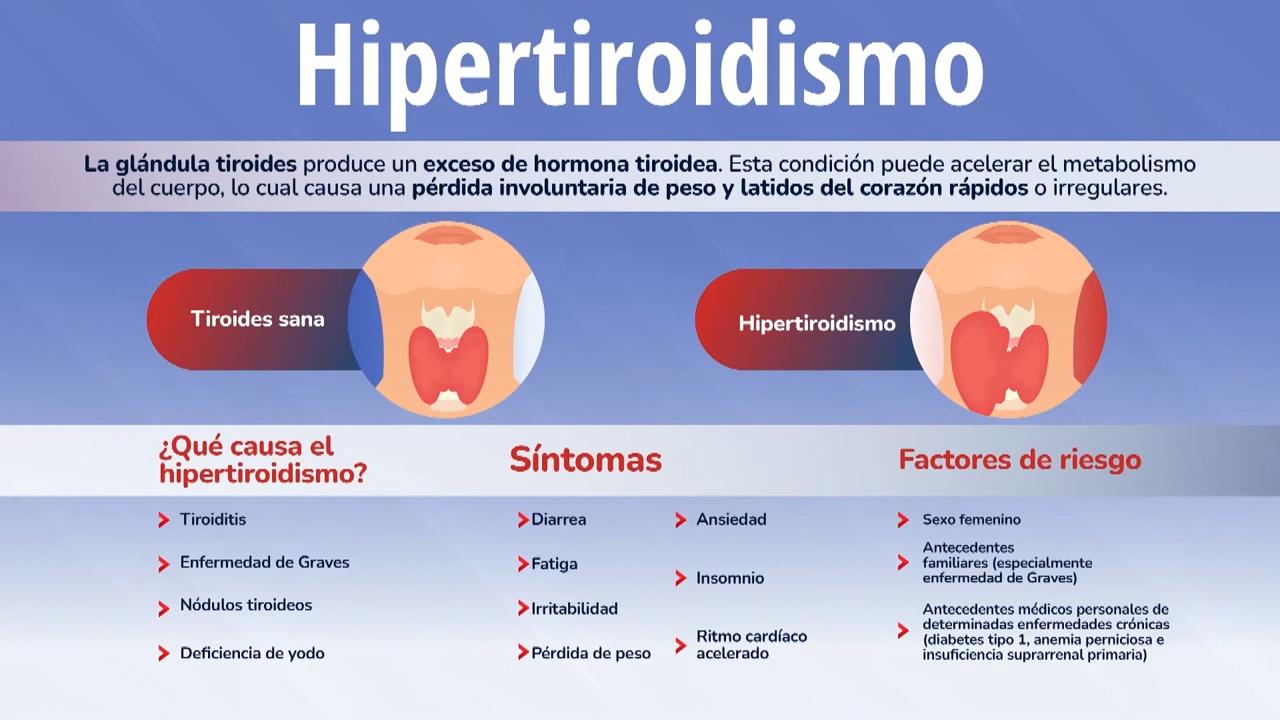 Hipertiroidismo
La glándula tiroides produce un exceso de hormona tiroidea. Esta condición puede acelerar el metabolismo
del cuerpo, lo cual causa una pérdida involuntaria de peso y latidos del corazón rápidos o irregulares.
Tiroides sana
Hipertiroidismo
¿Qué causa el
hipertiroidismo?
Tiroiditis
Enfermedad de Graves
Nódulos tiroideos
Deficiencia de yodo
Síntomas
Diarrea
Fatiga
Irritabilidad
Pérdida de peso
Ansiedad
Insomnio
Ritmo cardíaco
acelerado
Factores de riesgo
Sexo femenino
Antecedentes
familiares (especialmente
enfermedad de Graves)
Antecedentes médicos personales de
determinadas enfermedades crónicas
(diabetes tipo 1, anemia perniciosa e
insuficiencia suprarrenal primaria)